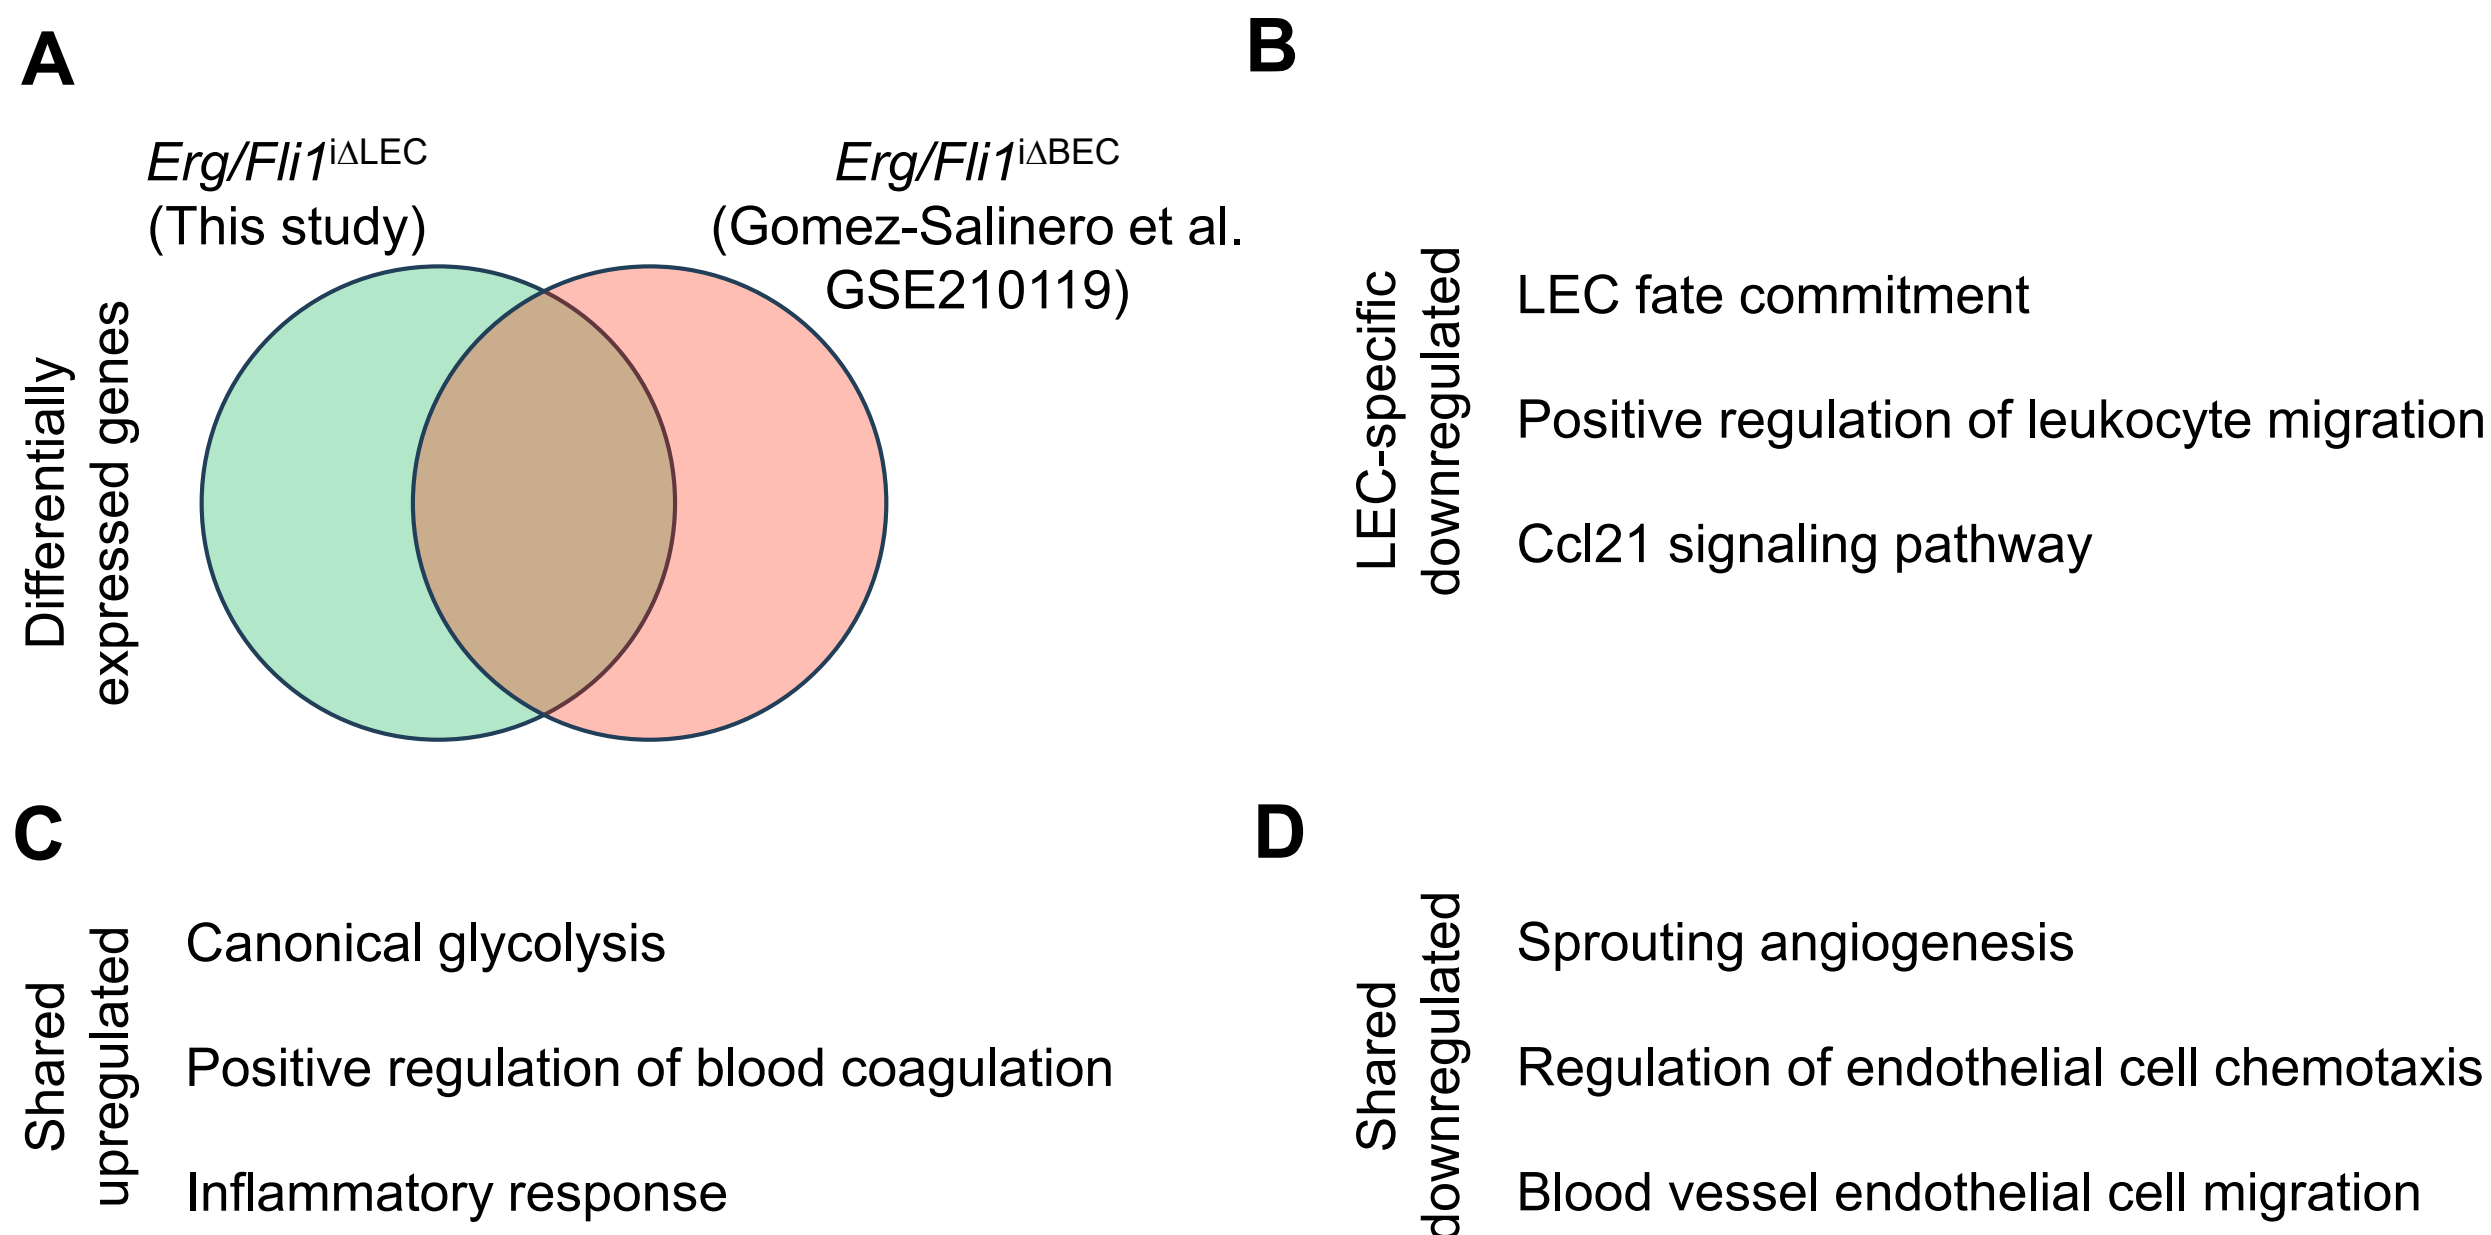 A
Erg/Fli1iΔLEC
(This study)
Erg/Fli1iΔBEC
(Gomez-Salinero et al.
GSE210119)
Differentially
expressed genes
B
LEC-specific
downregulated
LEC fate commitment
Positive regulation of leukocyte migration
Ccl21 signaling pathway
C
Shared
upregulated
Canonical glycolysis
Positive regulation of blood coagulation
Inflammatory response
D
Shared
downregulated
Sprouting angiogenesis
Regulation of endothelial cell chemotaxis
Blood vessel endothelial cell migration